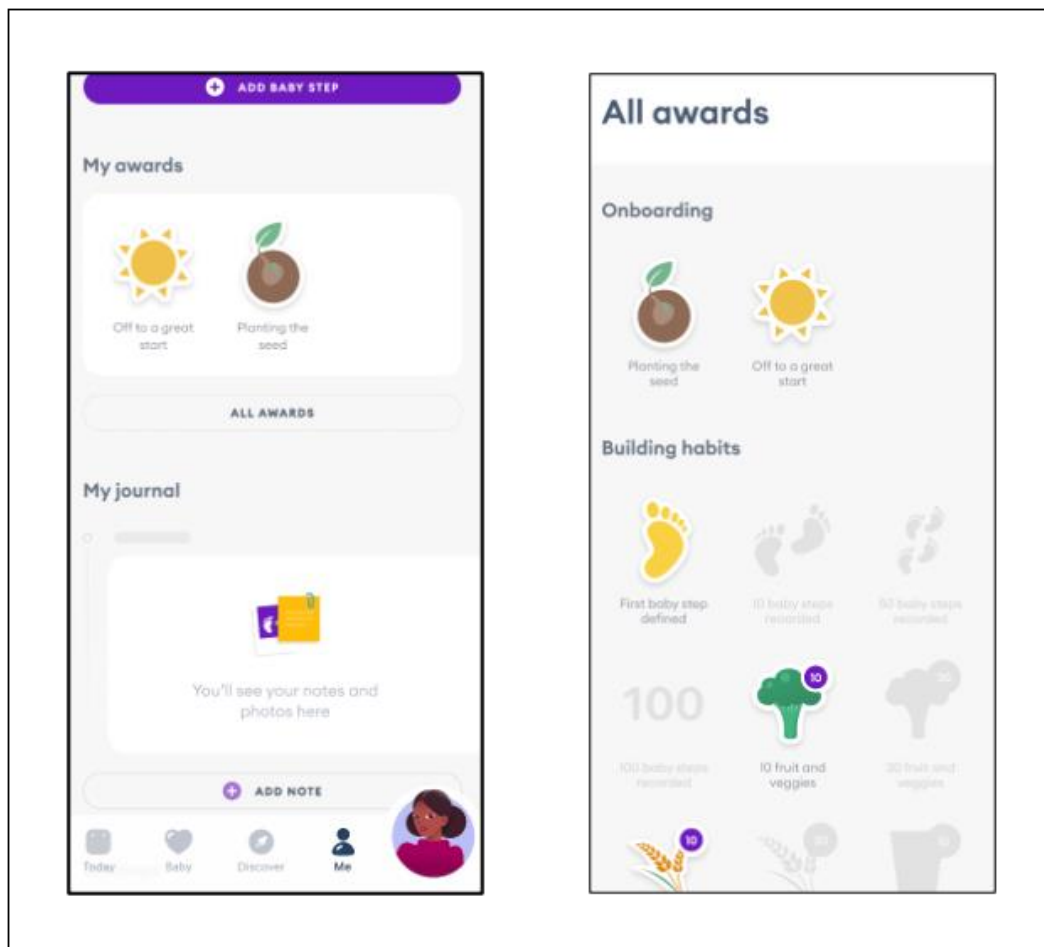 ADD BABY STEP
My awards
Off to a great
start
Planting the
seed
ALL AWARDS
My journal
You'll see your notes and
photos here
ADD NOTE
Today
Baby
Discover
Me
All awards
Onboarding
Planting the
seed
Off to a great
start
Building habits
First baby step
defined
10 baby steps
recorded
50 baby steps
recorded
100
100 baby steps
recorded
10
10 fruit and
veggies
30 fruit and
veggies
10